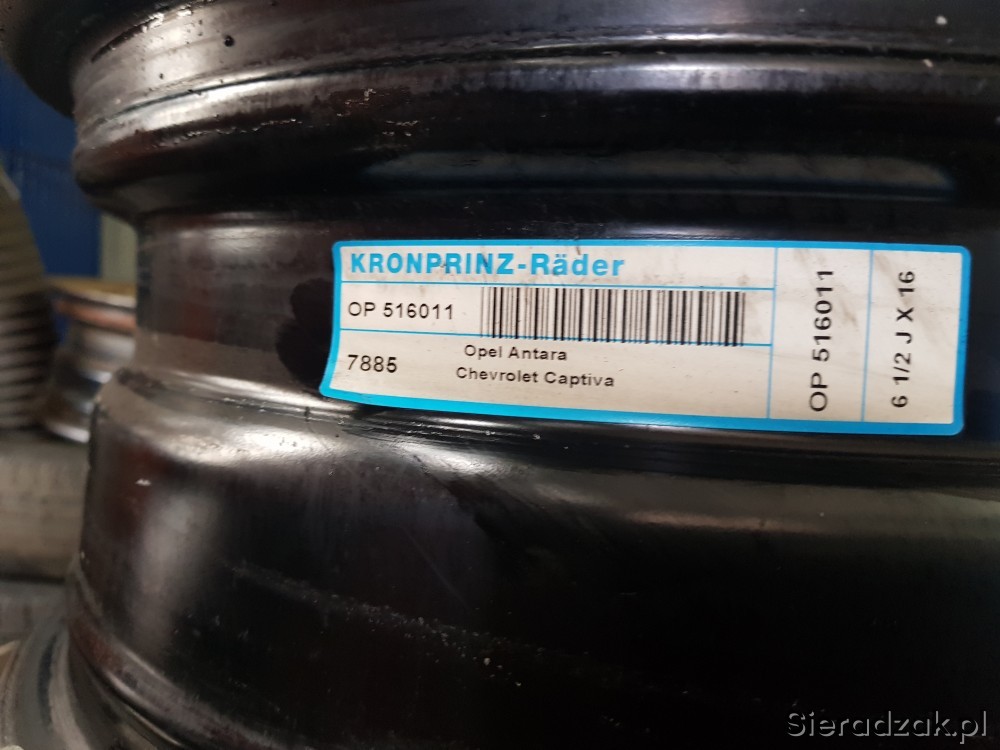 KRONPRINZ-Räder
OP 516011
7885
Opel Antara
Chevrolet Captiva
OP 516011
6 1/2 J X 16
Sieradzak.pl